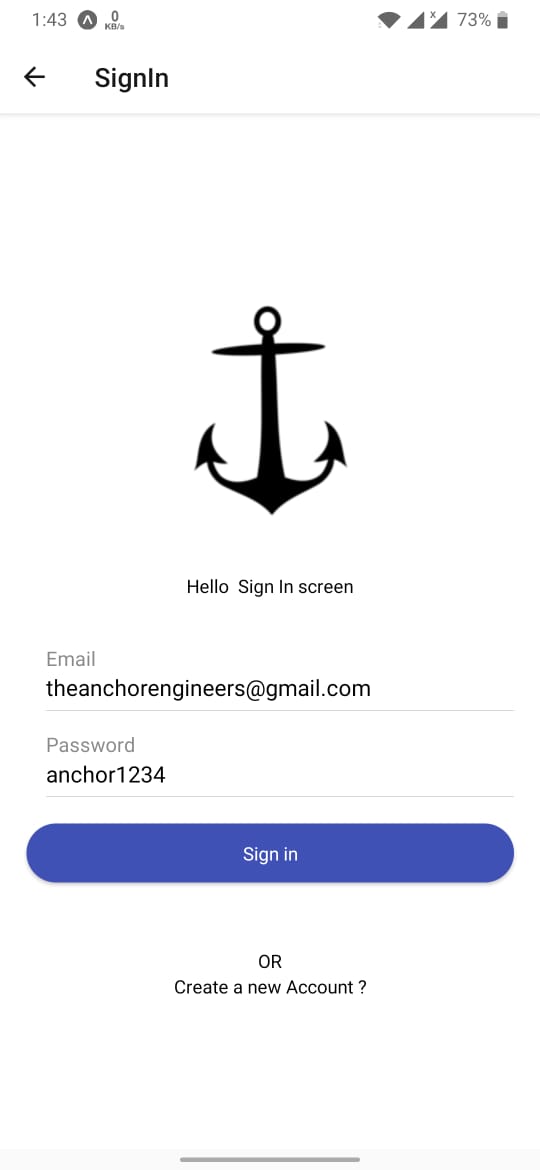 1:43 0 KB/s x 73%
SignIn
Hello  Sign In screen
Email
theanchorengineers@gmail.com
Password
anchor1234
Sign in
OR
Create a new Account ?